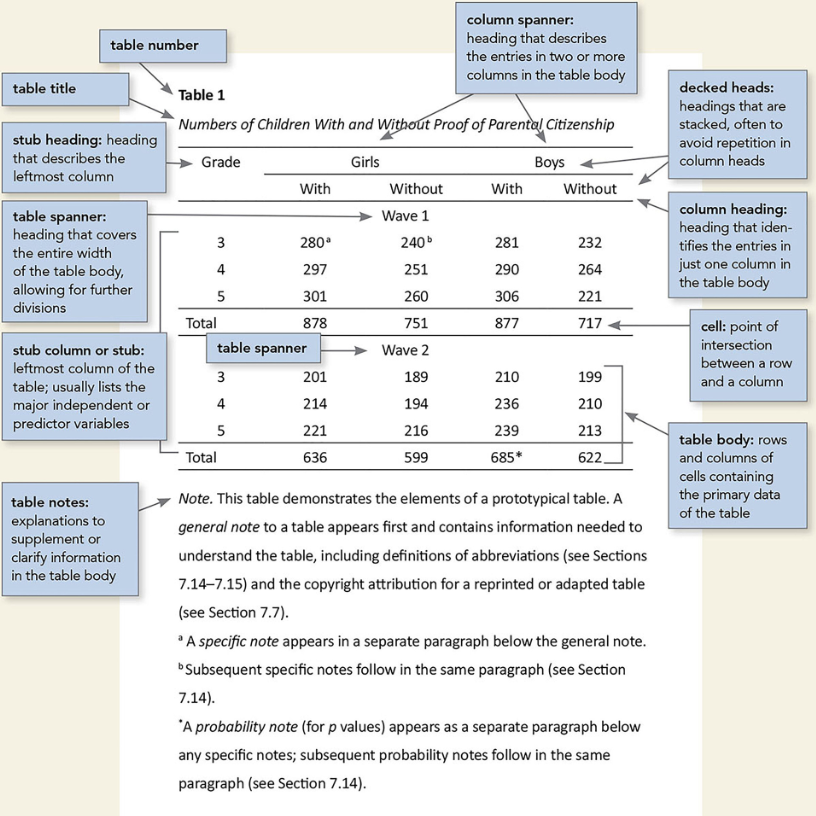 column spanner:
heading that describes
the entries in two or more
columns in the table body
table number
table title
Table 1
Numbers of Children With and Without Proof of Parental Citizenship
decked heads:
headings that are
stacked, often to
avoid repetition in
column heads
stub heading: heading
that describes the
leftmost column
Grade Girls Boys
With Without With Without
column heading:
heading that iden-
tifies the entries in
just one column in
the table body
table spanner:
heading that covers
the entire width
of the table body,
allowing for further
divisions
Wave 1
3 280ᵃ 240ᵇ 281 232
4 297 251 290 264
5 301 260 306 221
Total 878 751 877 717
cell: point of
intersection
between a row
and a column
stub column or stub:
leftmost column of the
table; usually lists the
major independent or
predictor variables
table spanner
Wave 2
3 201 189 210 199
4 214 194 236 210
5 221 216 239 213
Total 636 599 685* 622
table body: rows
and columns of
cells containing
the primary data
of the table
table notes:
explanations to
supplement or
clarify information
in the table body
Note. This table demonstrates the elements of a prototypical table. A
general note to a table appears first and contains information needed to
understand the table, including definitions of abbreviations (see Sections
7.14–7.15) and the copyright attribution for a reprinted or adapted table
(see Section 7.7).
ᵃ A specific note appears in a separate paragraph below the general note.
ᵇ Subsequent specific notes follow in the same paragraph (see Section
7.14).
*A probability note (for p values) appears as a separate paragraph below
any specific notes; subsequent probability notes follow in the same
paragraph (see Section 7.14).